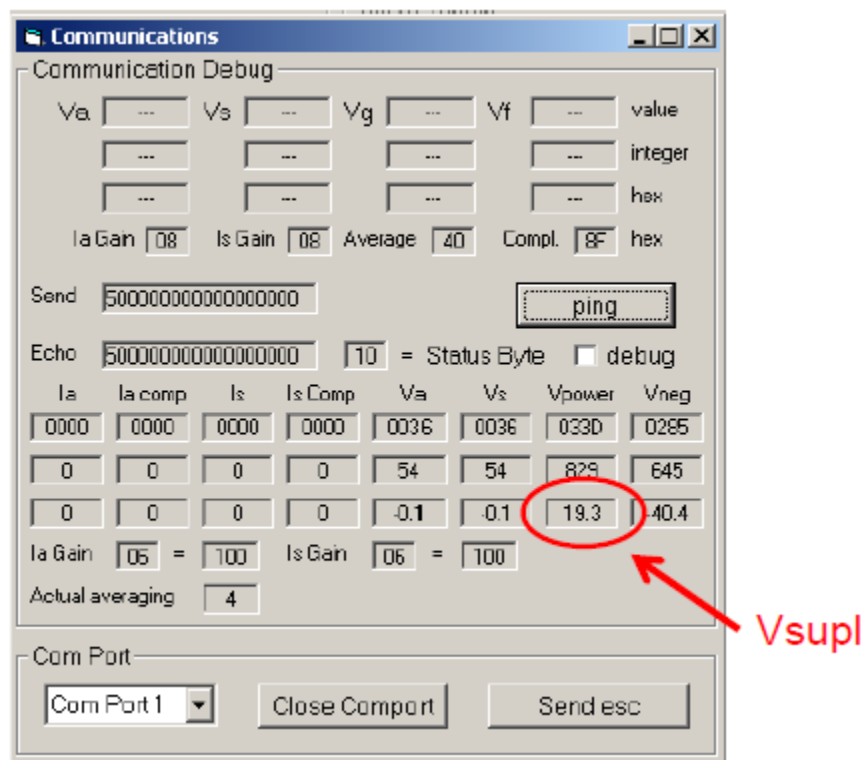 Communications
Communication Debug
Va --- Vs --- Vg --- Vf --- value
--- --- --- --- integer
--- --- --- --- hex
Ia Gain 08 Is Gain 08 Average 40 Compl. 8F hex
Send 500000000000000000 ping
Echo 500000000000000000 10 = Status Byte debug
Ia Ia comp Is Is Comp Va Vs Vpower Vneg
0000 0000 0000 0000 0036 0036 033D 0285
0 0 0 0 54 54 829 645
0 0 0 0 -0.1 -0.1 19.3 -40.4
Ia Gain 06 = 100 Is Gain 06 = 100
Actual averaging 4
Vsupl
Com Port
Com Port 1 Close Comport Send esc